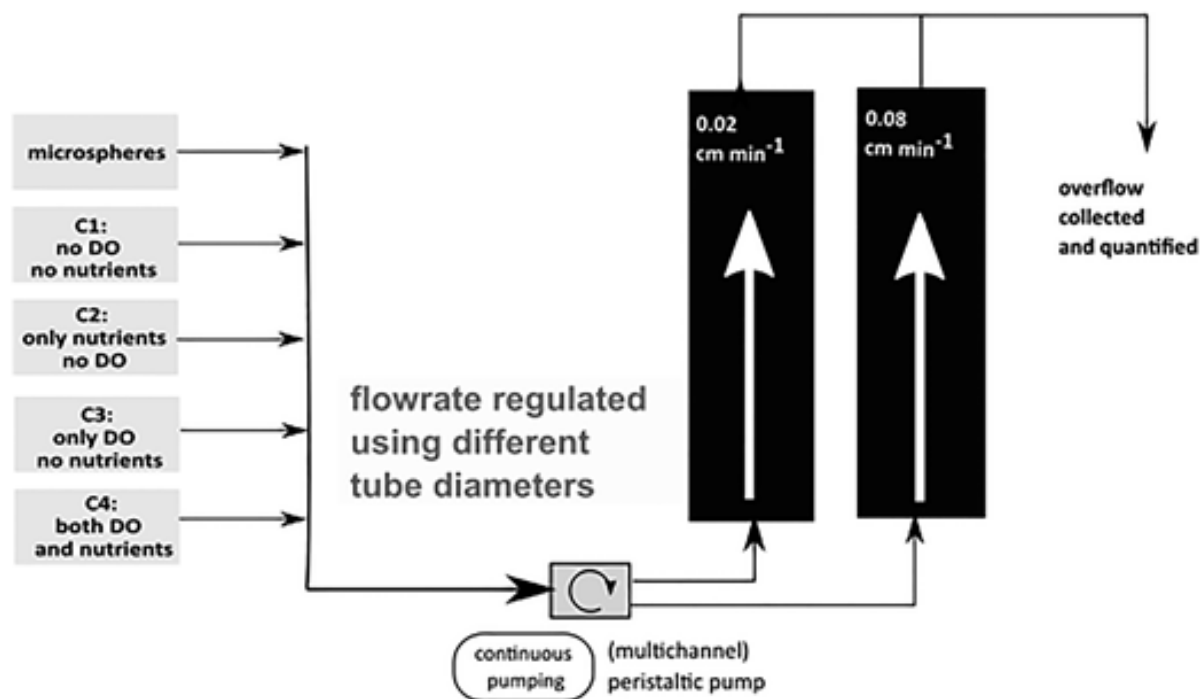 microspheres
C1:
no DO
no nutrients
C2:
only nutrients
no DO
C3:
only DO
no nutrients
C4:
both DO
and nutrients
flowrate regulated
using different
tube diameters
continuous
pumping
(multichannel)
peristaltic pump
0.02
cm min⁻¹
0.08
cm min⁻¹
overflow
collected
and quantified